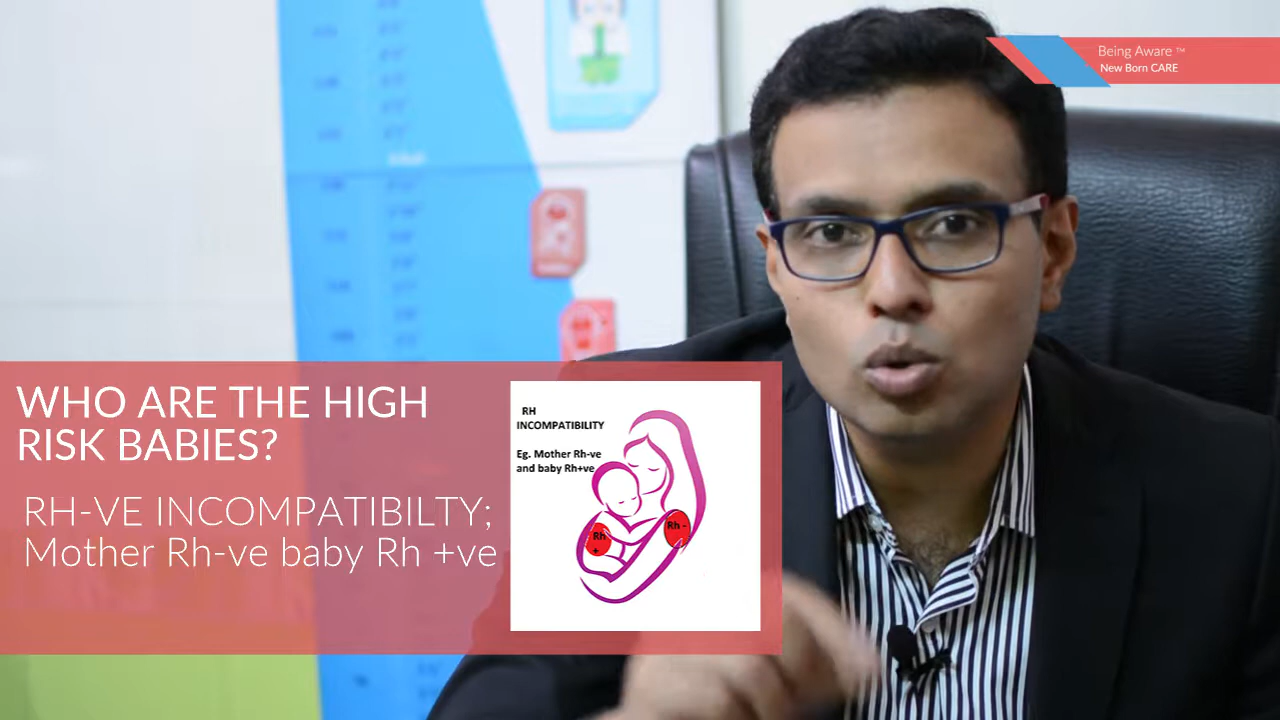 Being Aware ™
New Born CARE
WHO ARE THE HIGH
RISK BABIES?
RH-VE INCOMPATIBILTY;
Mother Rh-ve baby Rh +ve
RH
INCOMPATIBILITY
Eg. Mother Rh-ve
and baby Rh+ve
Rh
+
Rh -